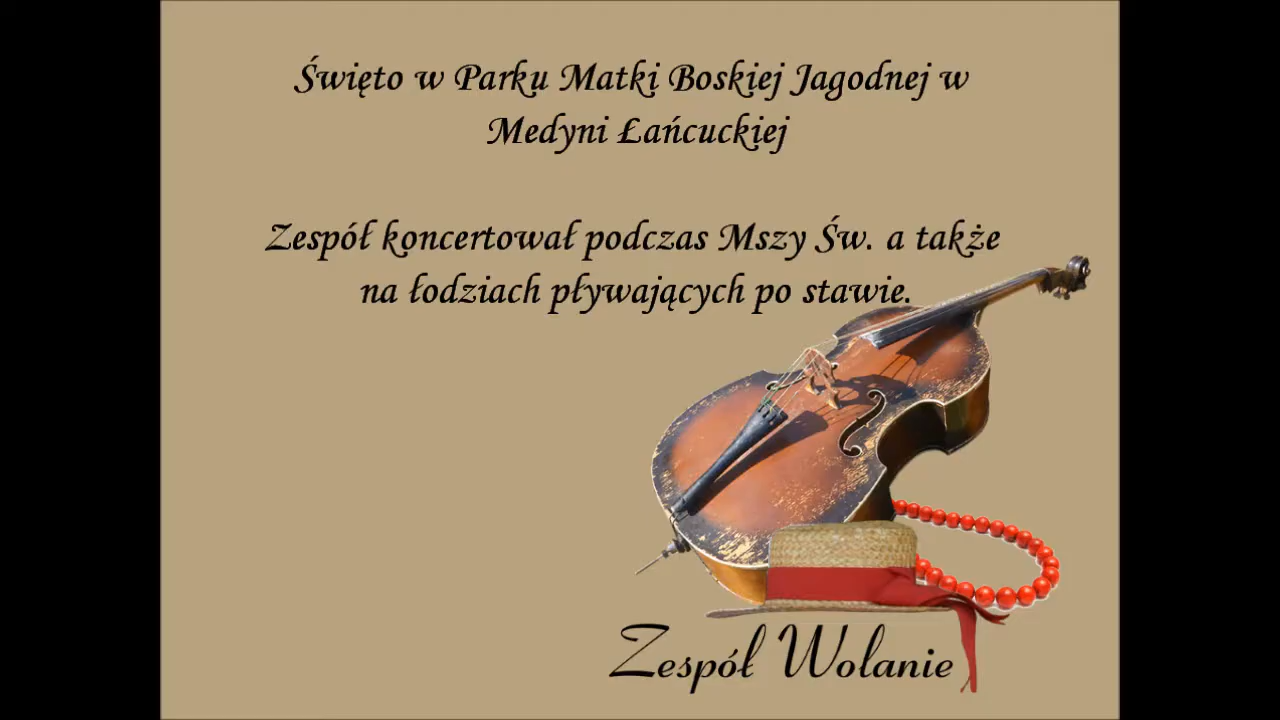 Święto w Parku Matki Boskiej Jagodnej w
Medyni Łańcuckiej
Zespół koncertował podczas Mszy Św. a także
na łodziach pływających po stawie.
Zespół Wolanie